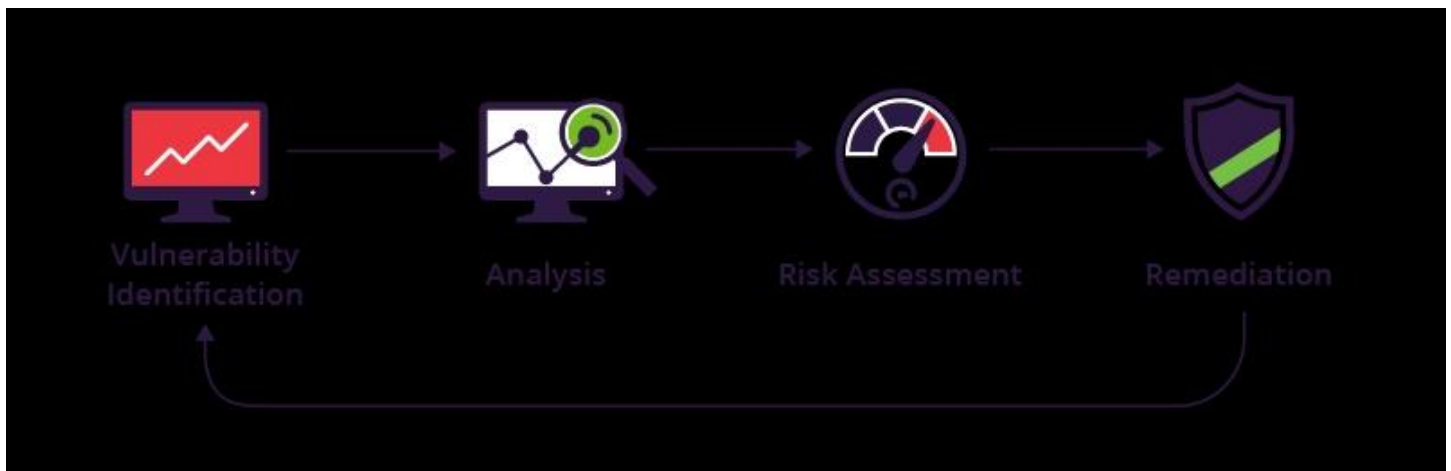 Vulnerability
Identification
Analysis
Risk Assessment
Remediation